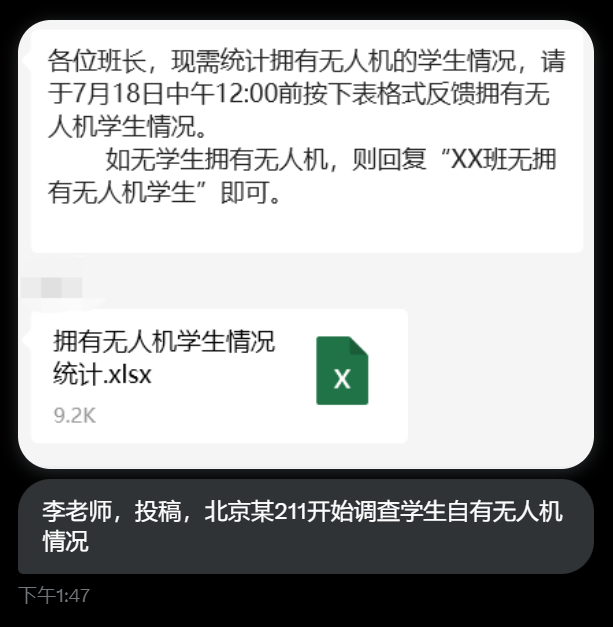 各位班长，现需统计拥有无人机的学生情况，请
于7月18日中午12:00前按下表格式反馈拥有无
人机学生情况。
如无学生拥有无人机，则回复“XX班无拥
有无人机学生”即可。
拥有无人机学生情况
统计.xlsx
X
9.2K
李老师，投稿，北京某211开始调查学生自有无人机
情况
下午1:47